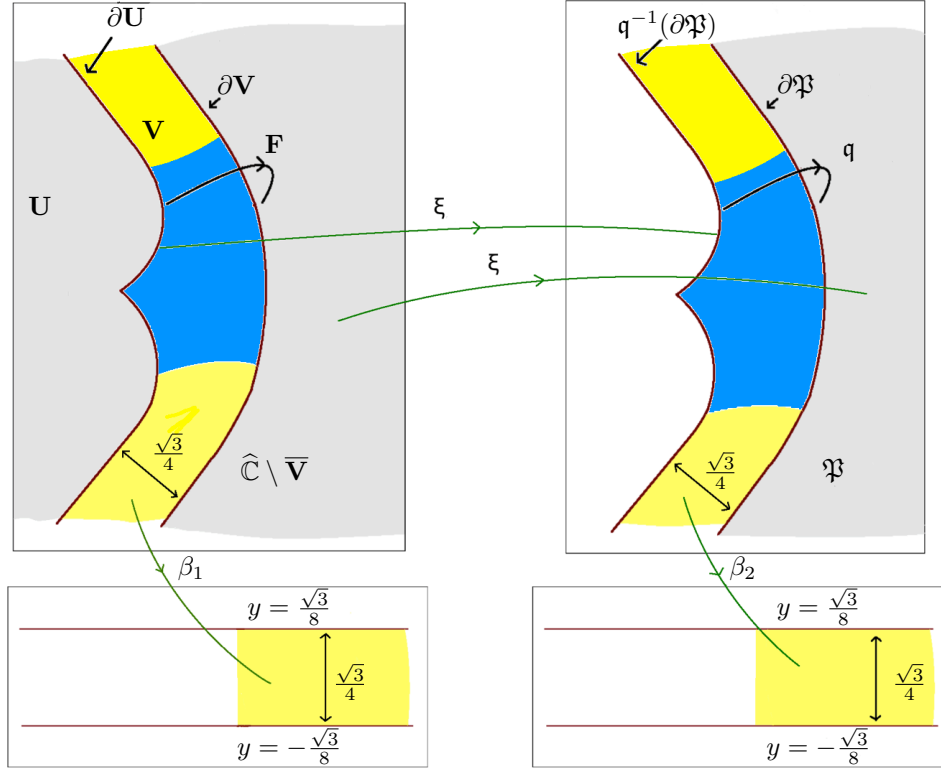 ∂𝐔
𝔮⁻¹(∂𝔓)
∂𝐕
∂𝔓
𝐕
𝐅
𝔮
𝐔
ξ
ξ
√3/4
ℂ̂ \ 𝐕̅
√3/4
𝔓
β₁
β₂
y = √3/8
y = √3/8
√3/4
√3/4
y = −√3/8
y = −√3/8